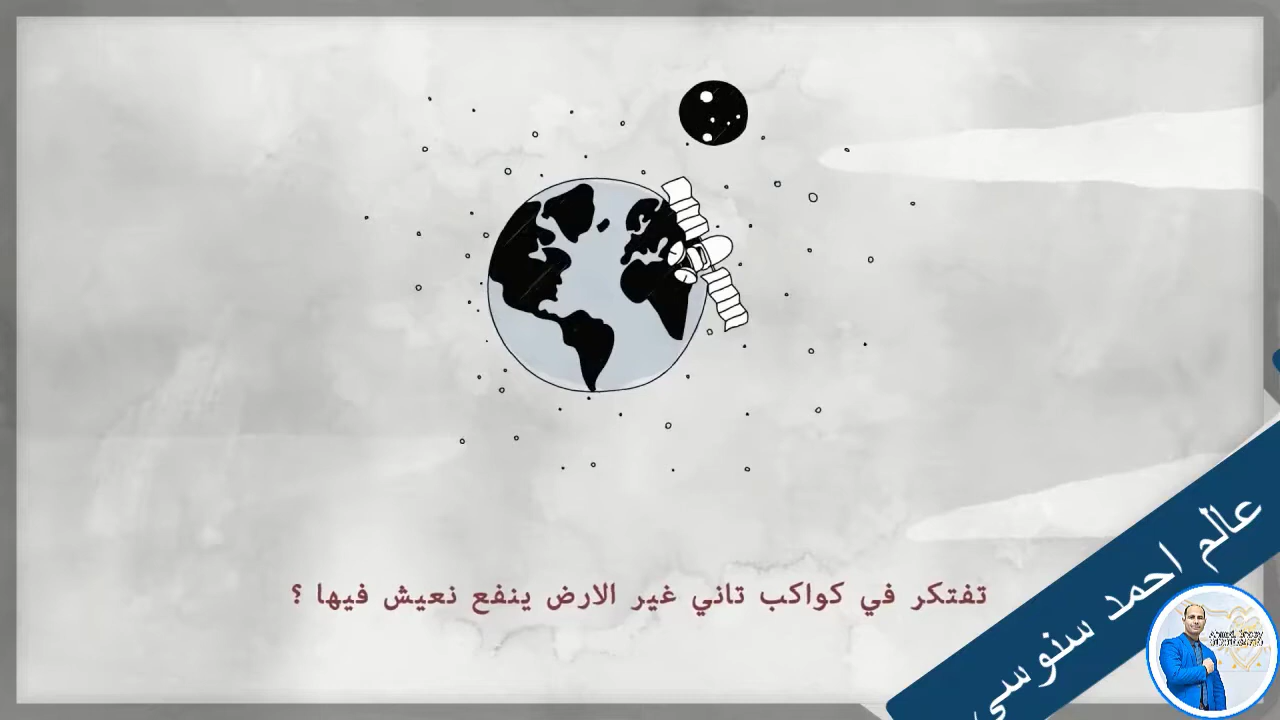 تفتكر في كواكب تاني غير الارض ينفع نعيش فيها ؟
عالم احمد سنوسي